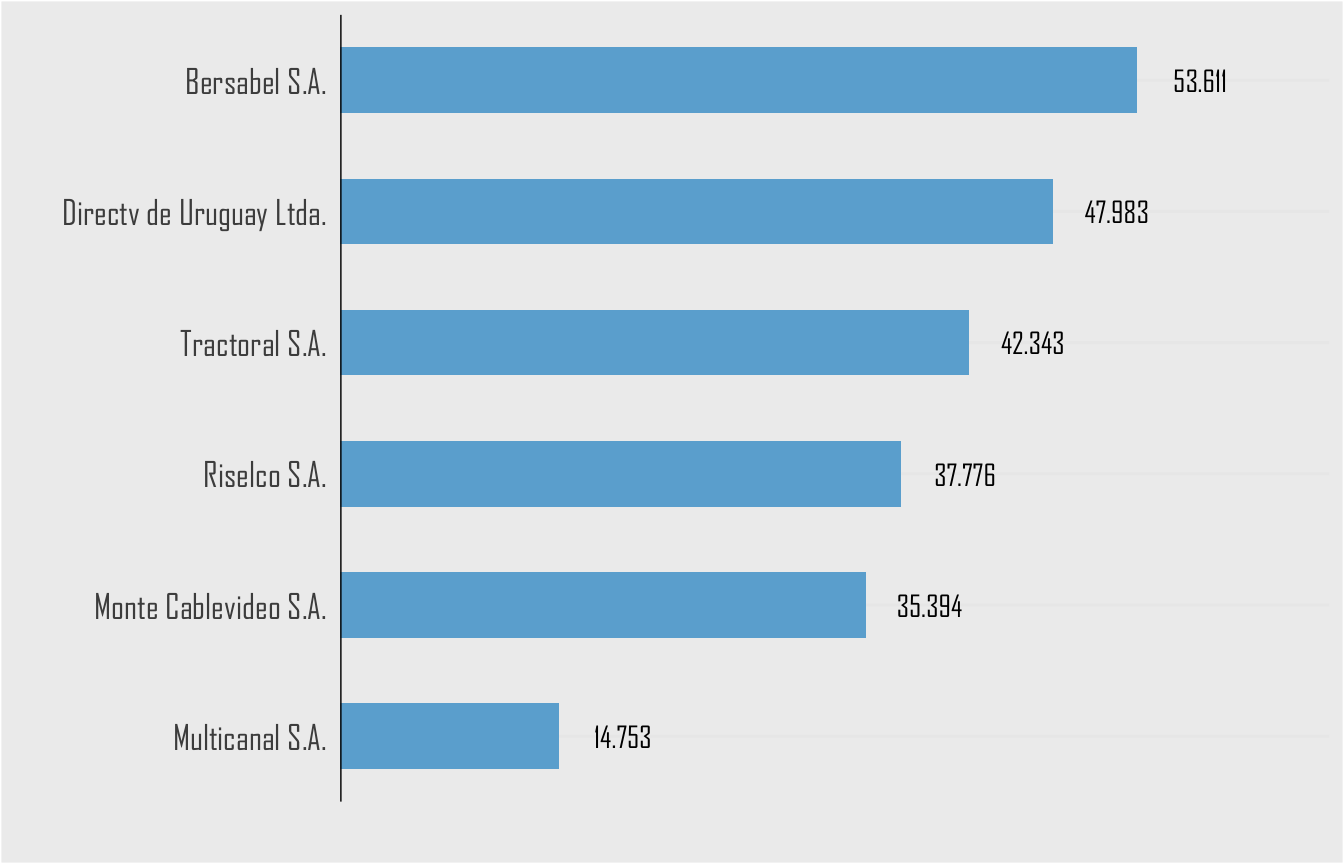 Bersabel S.A. 53.611
Directv de Uruguay Ltda. 47.983
Tractoral S.A. 42.343
Riselco S.A. 37.776
Monte Cablevideo S.A. 35.394
Multicanal S.A. 14.753